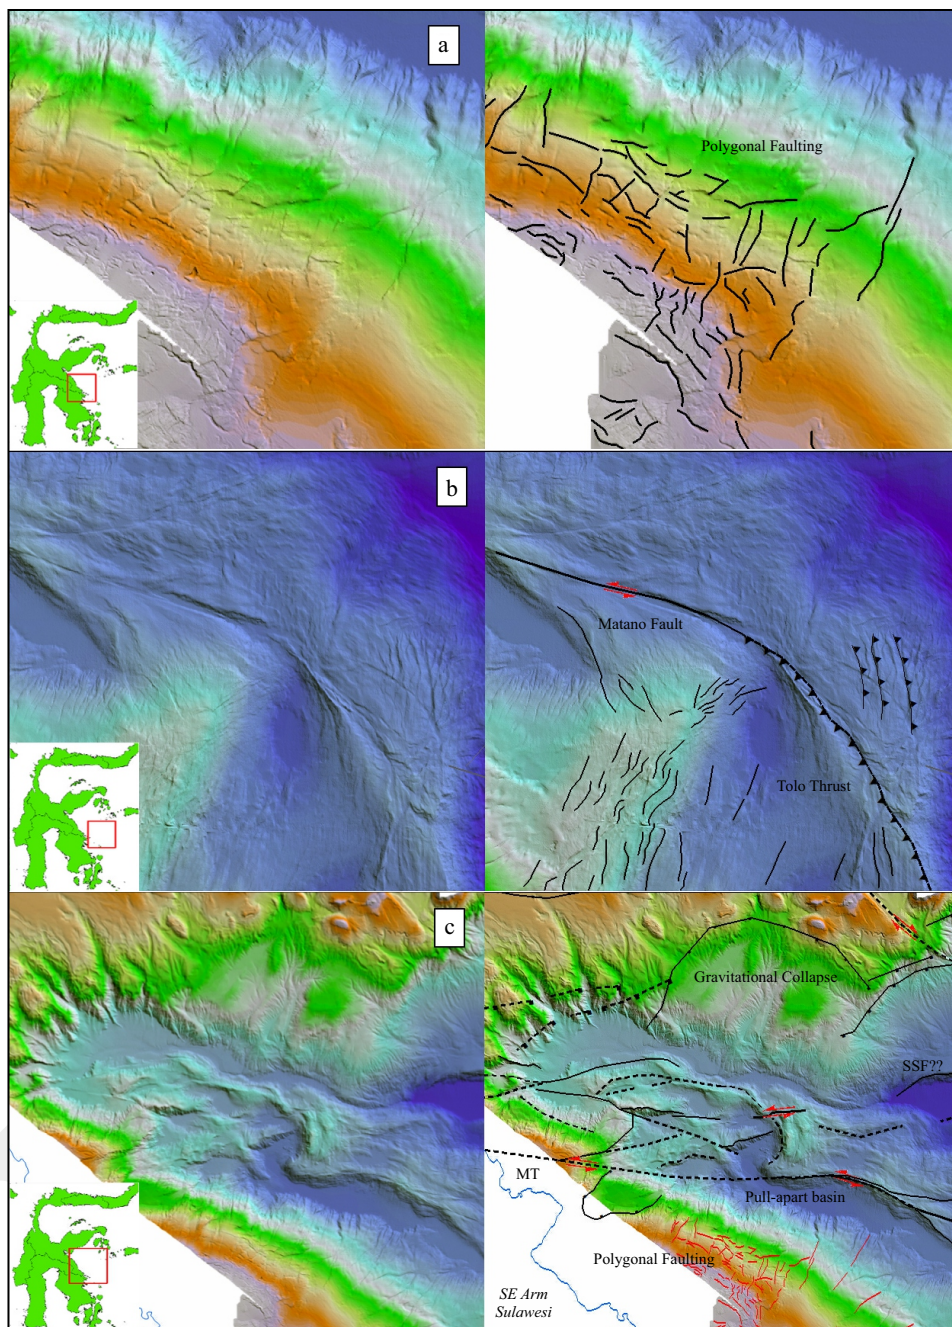 a
Polygonal Faulting
b
Matano Fault
Tolo Thrust
c
Gravitational Collapse
SSF??
MT
Pull-apart basin
Polygonal Faulting
SE Arm
Sulawesi